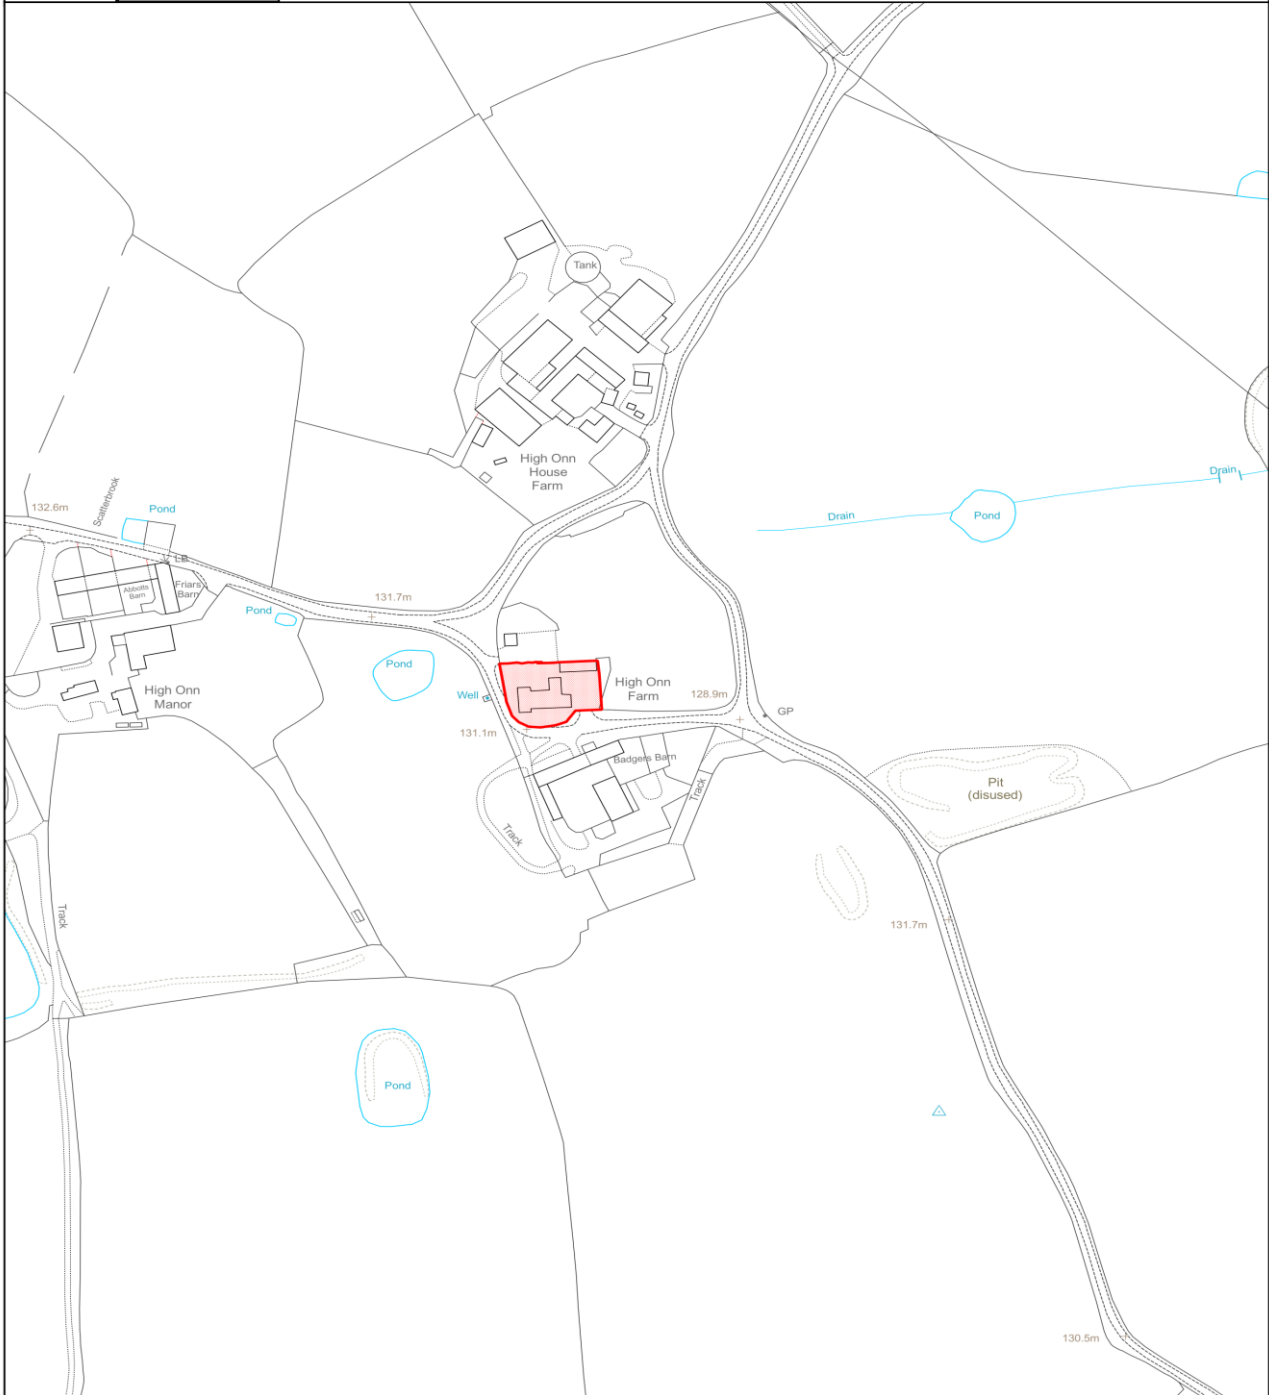 Tank
High Onn
House
Farm
Drain
Drain
Pond
132.6m
Scatterbrook
Pond
LB
Abbotts
Barn
Friars
Barn
Pond
131.7m
Pond
High Onn
Manor
Well
High Onn
Farm
128.9m
GP
131.1m
Badgers Barn
Track
Track
Pit
(disused)
Track
131.7m
Pond
130.5m